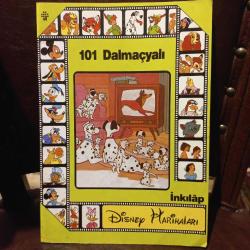 101 Dalmaçyalı
İnkılâp
Disney Harikaları